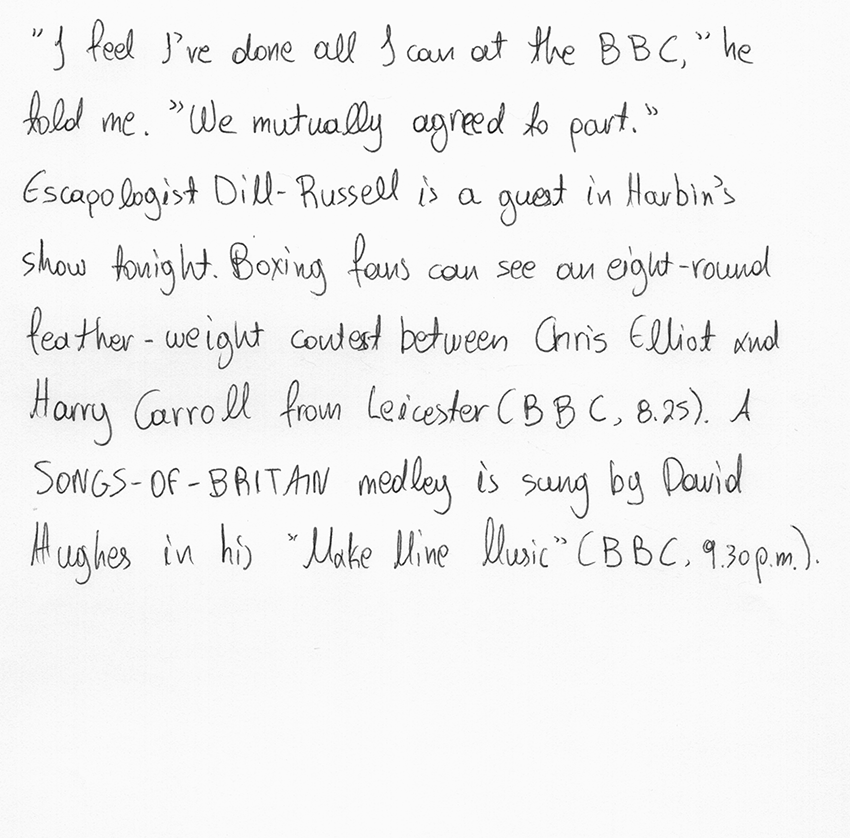 "I feel I've done all I can at the BBC," he
told me. "We mutually agreed to part."
Escapologist Dill-Russell is a guest in Harbin's
show tonight. Boxing fans can see an eight-round
feather-weight contest between Chris Elliot and
Harry Carroll from Leicester (BBC, 8.25). A
SONGS-OF-BRITAIN medley is sung by David
Hughes in his "Make Mine Music" (BBC, 9.30 p.m.).